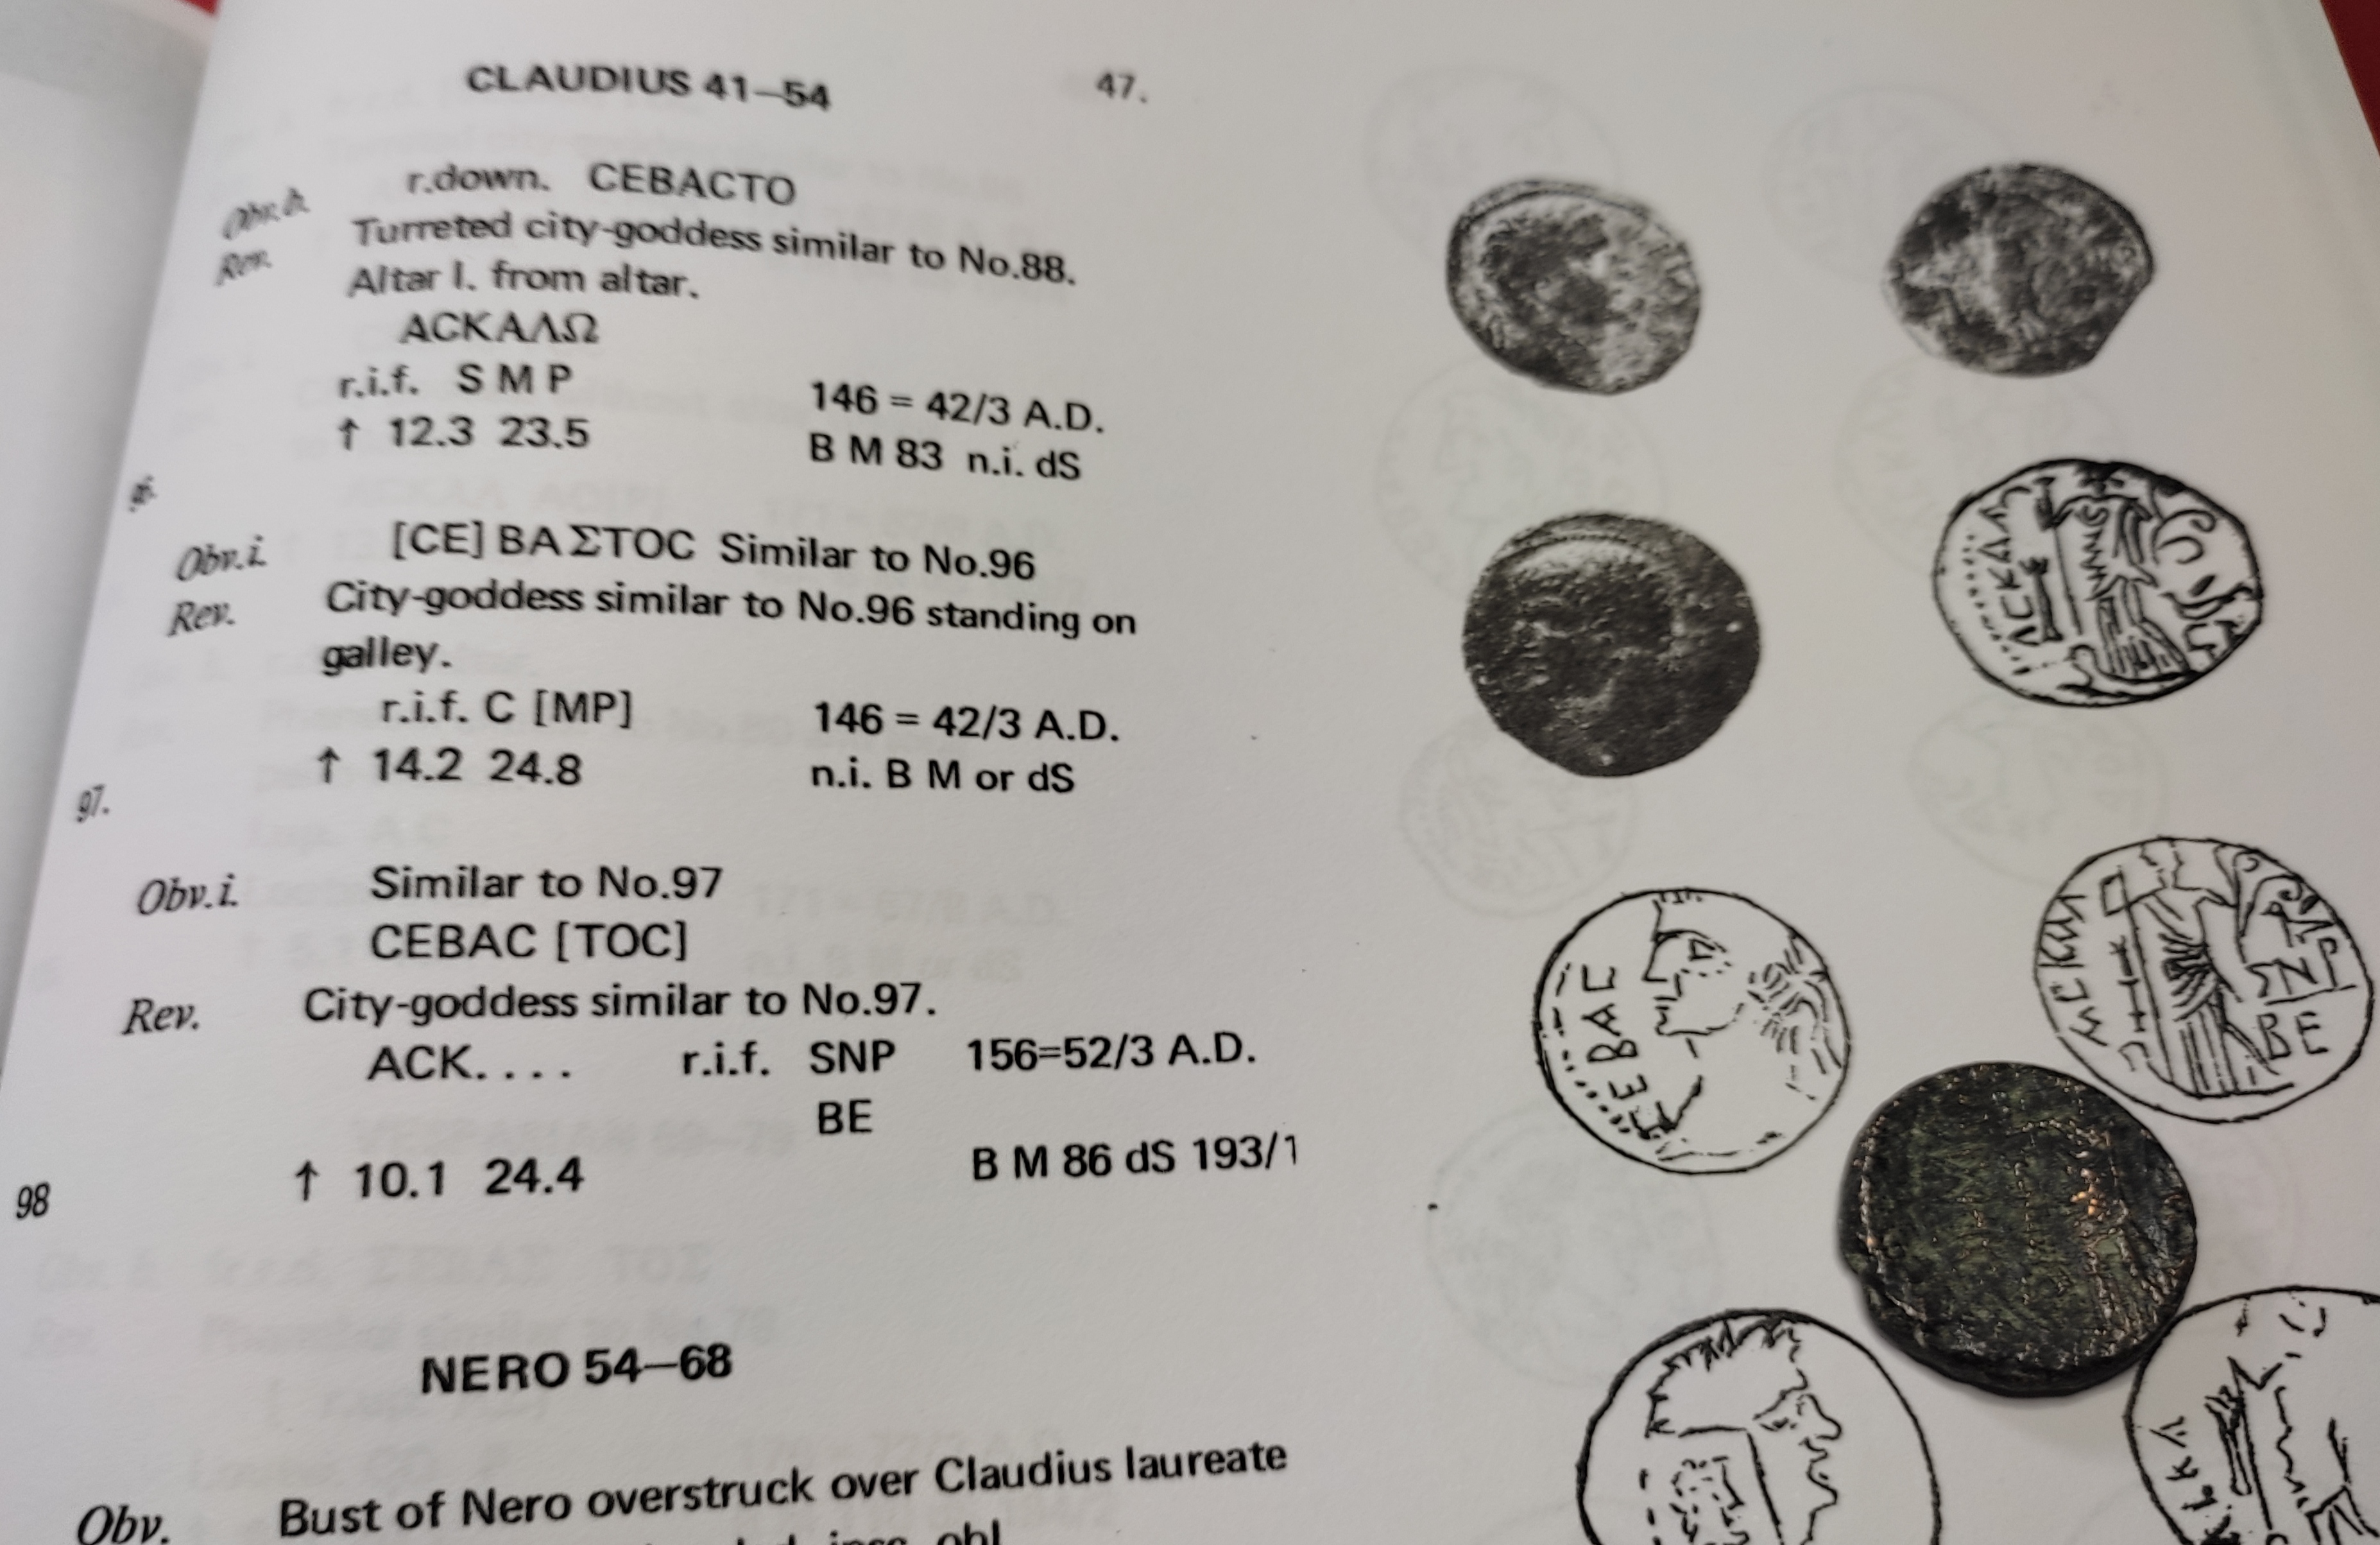 CLAUDIUS 41—54 47.
Obv.b. r.down. CEBACTO
Rev. Turreted city-goddess similar to No.88.
Altar l. from altar.
ΑϹΚΑΛΩ
r.i.f. S M P 146 = 42/3 A.D.
↑ 12.3 23.5 B M 83 n.i. dS
Obv.i. [CE] ΒΑΣΤΟC Similar to No.96
Rev. City-goddess similar to No.96 standing on
galley.
r.i.f. C [MP] 146 = 42/3 A.D.
↑ 14.2 24.8 n.i. B M or dS
97.
Obv.i. Similar to No.97
CEBAC [TOC]
Rev. City-goddess similar to No.97.
ACK.... r.i.f. SNP 156=52/3 A.D.
BE
↑ 10.1 24.4 B M 86 dS 193/1
98
NERO 54—68
Obv. Bust of Nero overstruck over Claudius laureate
ΑϹΚΑΛ
CEBAC
SNP
BE